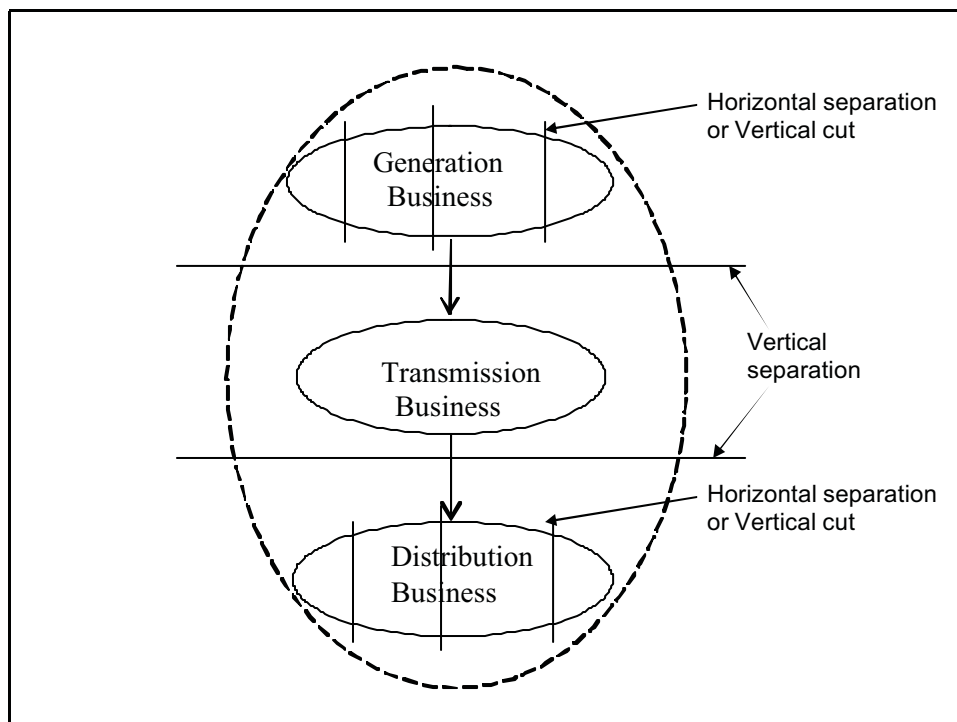 Horizontal separation
or Vertical cut
Generation
Business
Vertical
separation
Transmission
Business
Horizontal separation
or Vertical cut
Distribution
Business